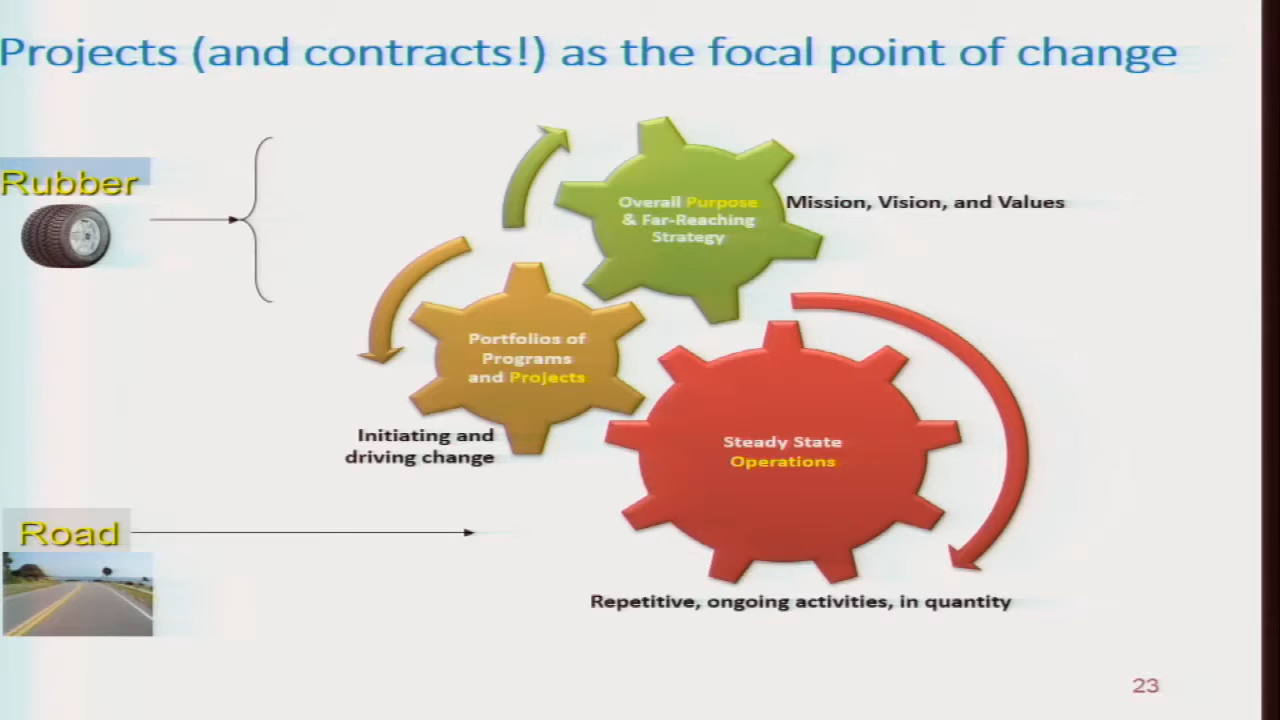 Projects (and contracts!) as the focal point of change
Rubber
Overall Purpose
& Far-Reaching
Strategy
Mission, Vision, and Values
Portfolios of
Programs
and Projects
Initiating and
driving change
Steady State
Operations
Road
Repetitive, ongoing activities, in quantity
23